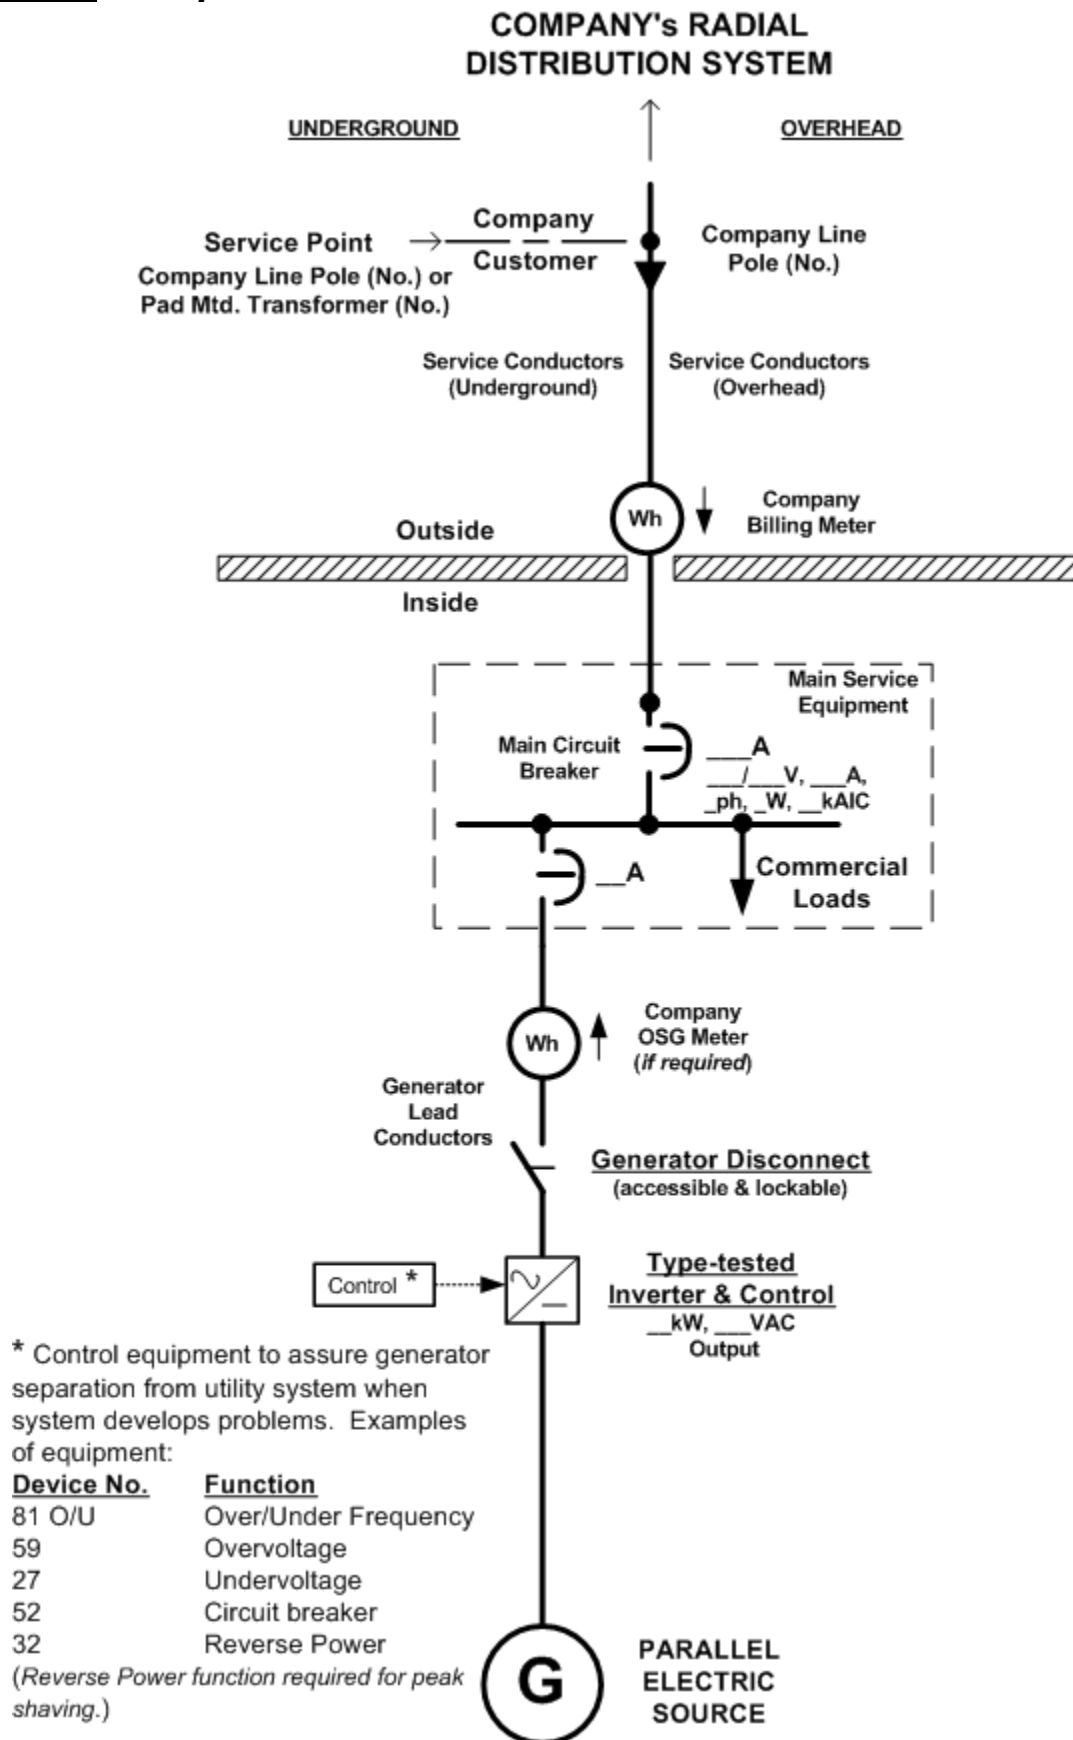 COMPANY's RADIAL
DISTRIBUTION SYSTEM
UNDERGROUND
OVERHEAD
Company
Service Point
Customer
Company Line Pole (No.) or
Pad Mtd. Transformer (No.)
Company Line
Pole (No.)
Service Conductors
(Underground)
Service Conductors
(Overhead)
Wh
Company
Billing Meter
Outside
Inside
Main Service
Equipment
Main Circuit
Breaker
___A
___/___V, ___A,
_ph, _W, __kAIC
__A
Commercial
Loads
Wh
Company
OSG Meter
(if required)
Generator
Lead
Conductors
Generator Disconnect
(accessible & lockable)
Control *
Type-tested
Inverter & Control
__kW, ___VAC
Output
* Control equipment to assure generator
separation from utility system when
system develops problems. Examples
of equipment:
Device No. Function
81 O/U Over/Under Frequency
59 Overvoltage
27 Undervoltage
52 Circuit breaker
32 Reverse Power
(Reverse Power function required for peak
shaving.)
G
PARALLEL
ELECTRIC
SOURCE